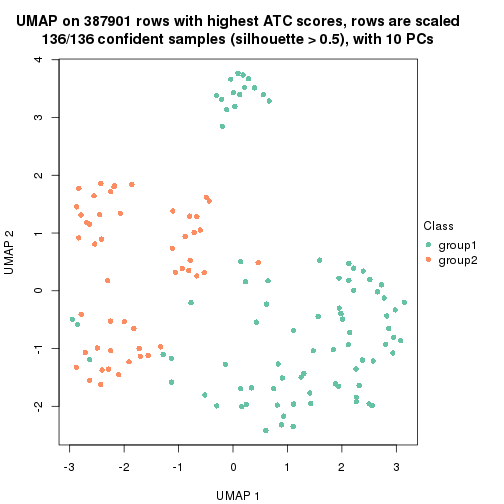 UMAP on 387901 rows with highest ATC scores, rows are scaled
136/136 confident samples (silhouette > 0.5), with 10 PCs
4
3
2
1
0
-1
-2
UMAP 2
-3
-2
-1
0
1
2
3
UMAP 1
Class
group1
group2